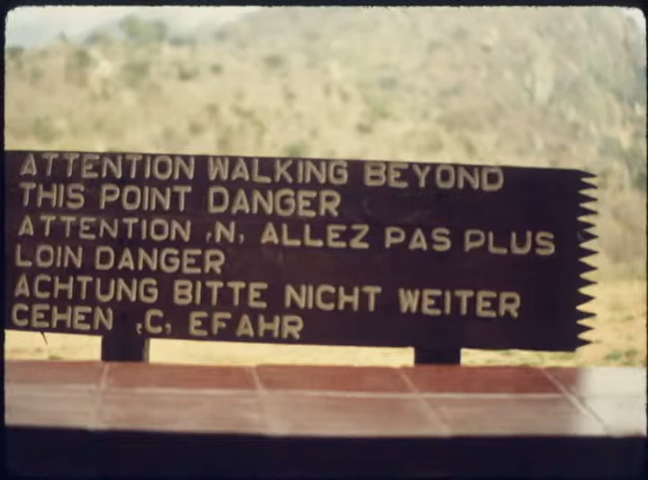 ATTENTION WALKING BEYOND
THIS POINT DANGER
ATTENTION ,N, ALLEZ PAS PLUS
LOIN DANGER
ACHTUNG BITTE NICHT WEITER
CEHEN ,C, EFAHR